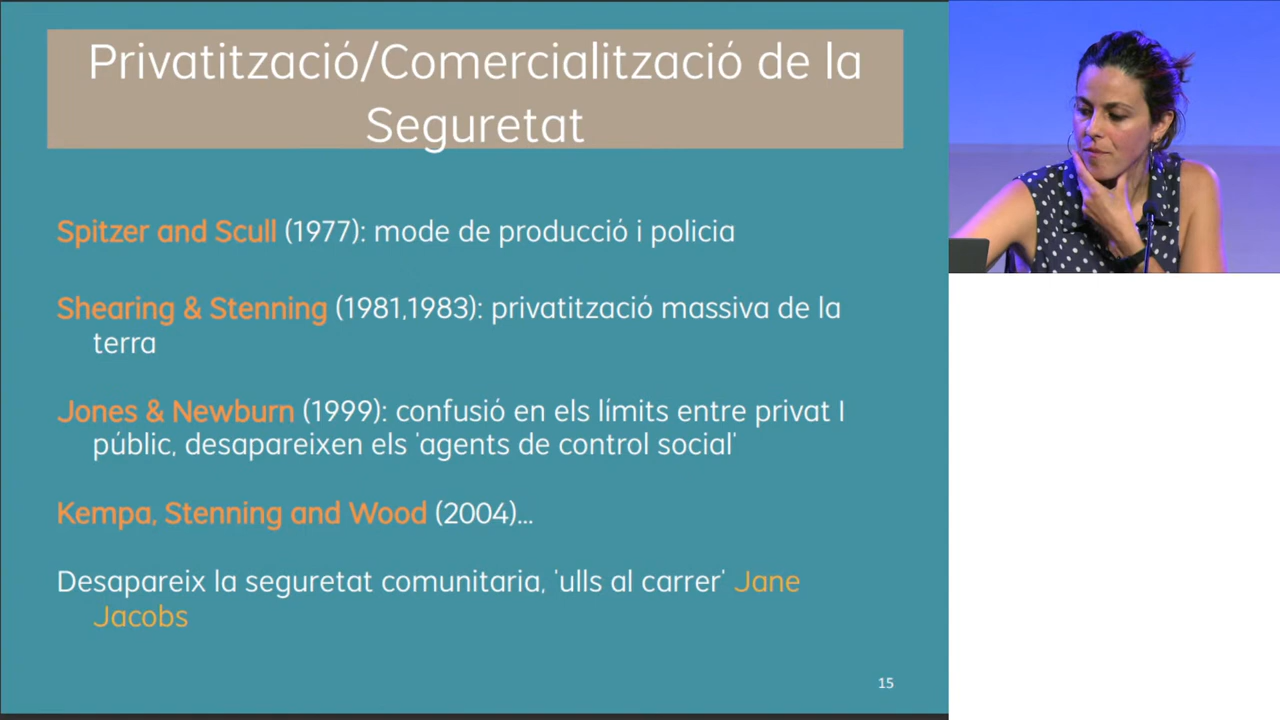 Privatització/Comercialització de la
Seguretat
Spitzer and Scull (1977): mode de producció i policia
Shearing & Stenning (1981,1983): privatització massiva de la
terra
Jones & Newburn (1999): confusió en els límits entre privat I
públic, desapareixen els 'agents de control social'
Kempa, Stenning and Wood (2004)...
Desapareix la seguretat comunitaria, 'ulls al carrer' Jane
Jacobs
15